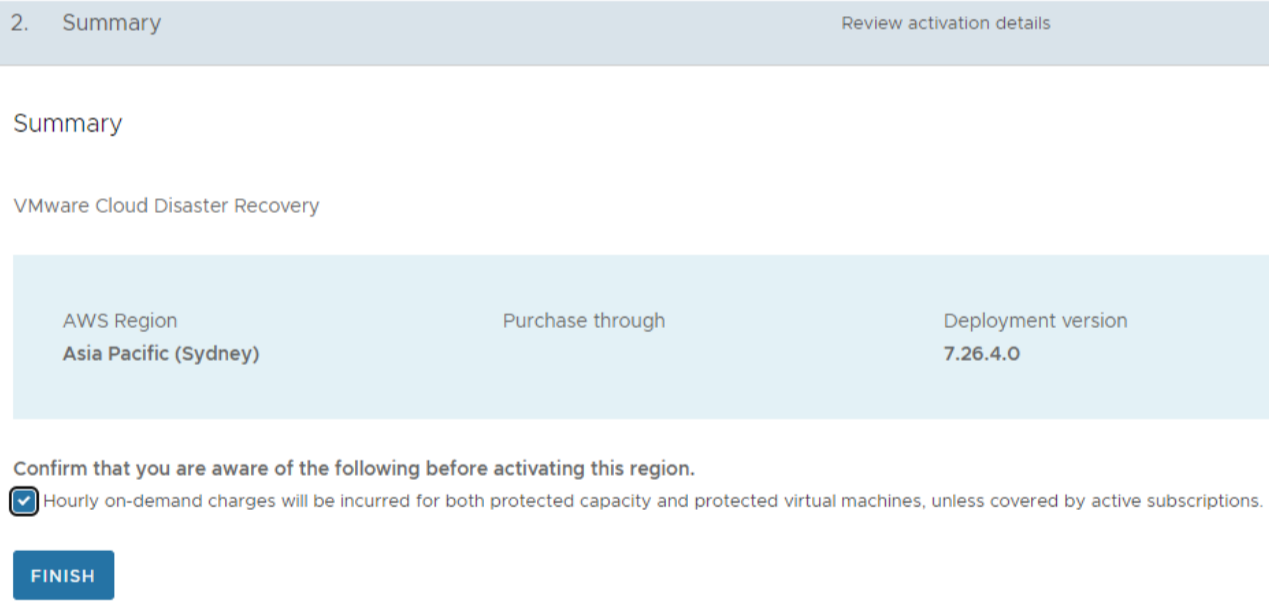 2. Summary Review activation details
Summary
VMware Cloud Disaster Recovery
AWS Region Purchase through Deployment version
Asia Pacific (Sydney) 7.26.4.0
Confirm that you are aware of the following before activating this region.
Hourly on-demand charges will be incurred for both protected capacity and protected virtual machines, unless covered by active subscriptions.
FINISH